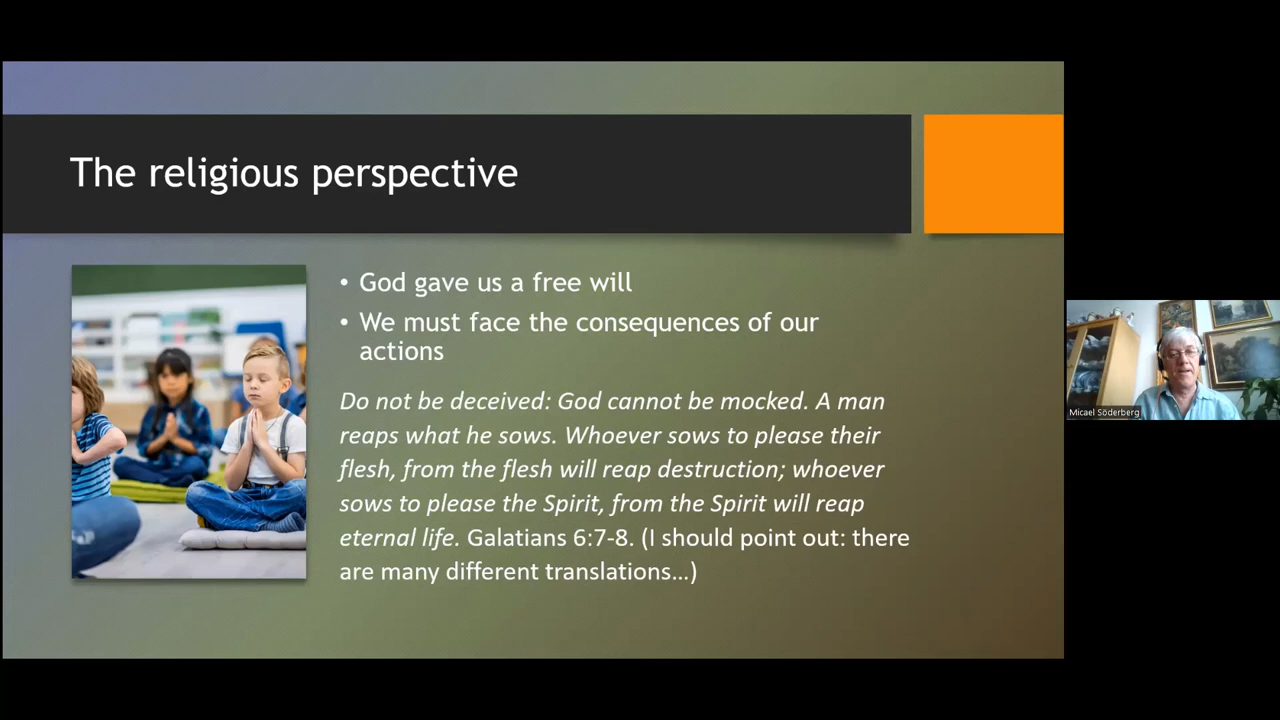 The religious perspective
• God gave us a free will
• We must face the consequences of our
actions
Do not be deceived: God cannot be mocked. A man
reaps what he sows. Whoever sows to please their
flesh, from the flesh will reap destruction; whoever
sows to please the Spirit, from the Spirit will reap
eternal life. Galatians 6:7-8. (I should point out: there
are many different translations...)
Micael Söderberg